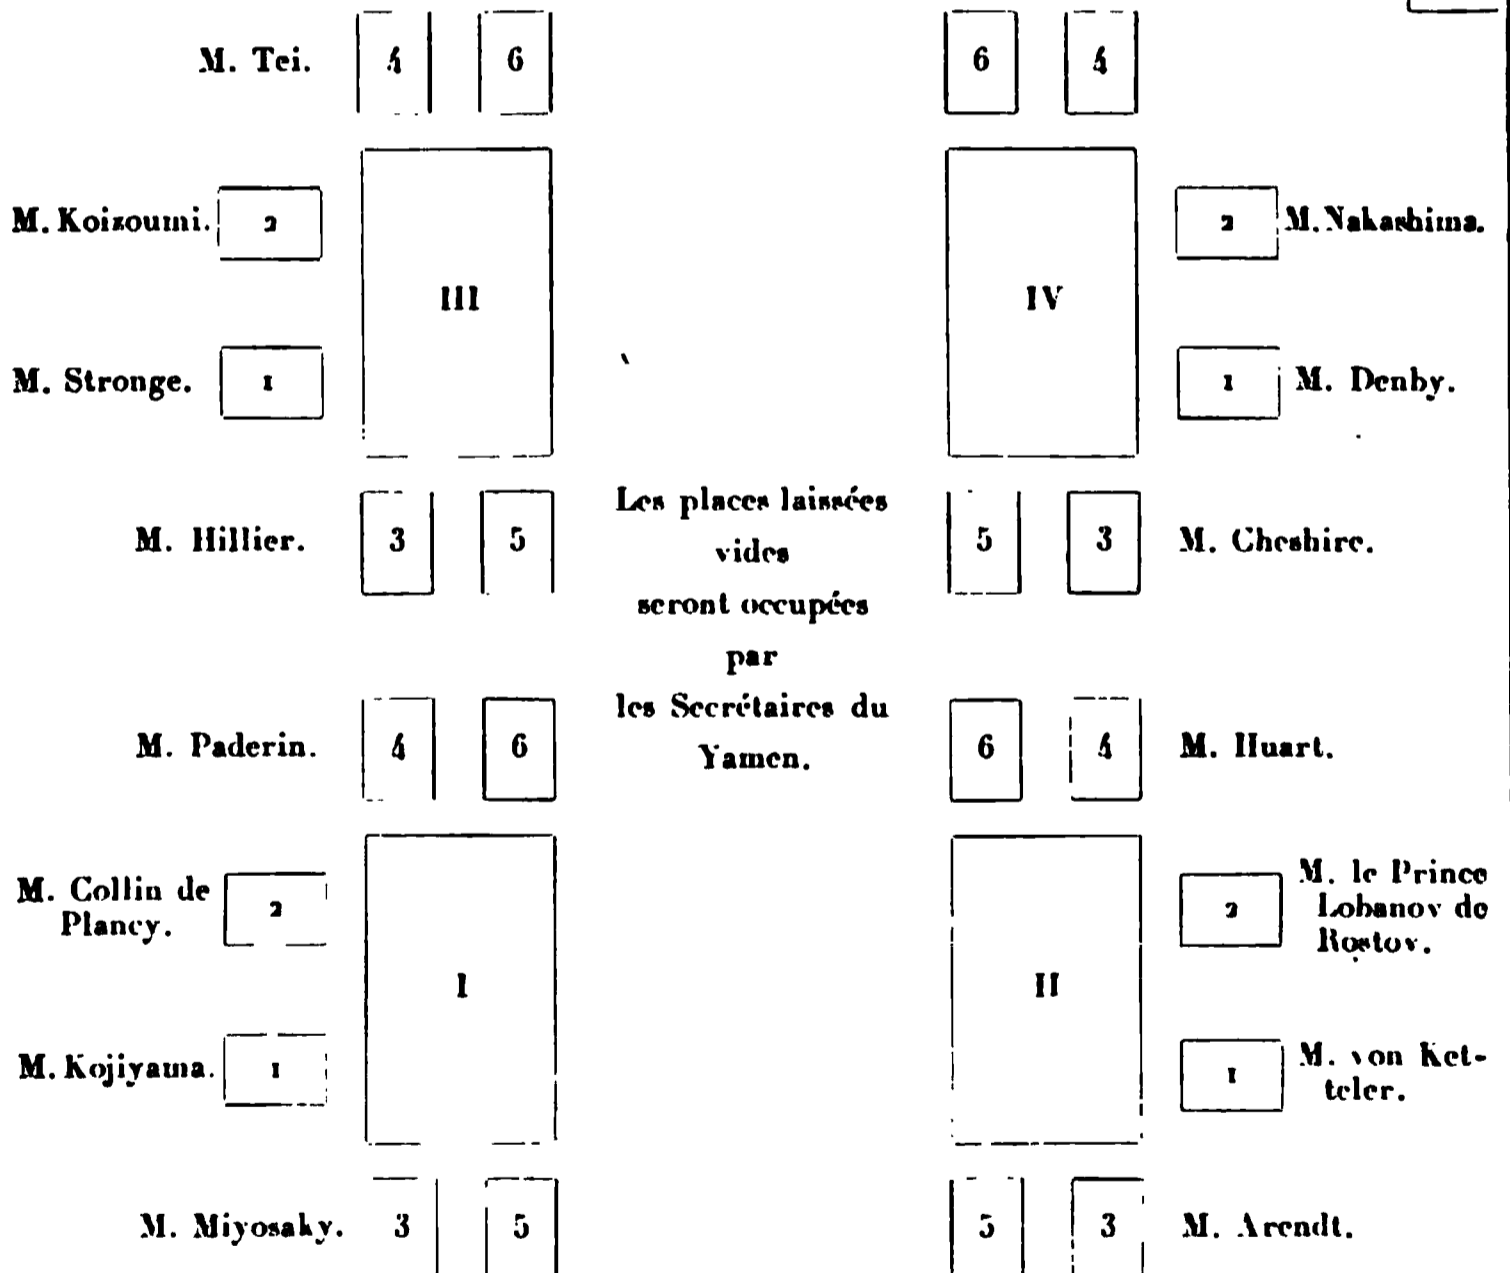 M. Tei. 4 6 6 4
M. Koizoumi. 2 2 M. Nakashima.
III IV
M. Stronge. 1 1 M. Denby.
M. Hillier. 3 5 5 3 M. Cheshire.
Les places laissées
vides
seront occupées
par
les Secrétaires du
Yamen.
M. Paderin. 4 6 6 4 M. Huart.
M. Collin de
Plancy.
2 2
M. le Prince
Lobanov de
Rostov.
I II
M. Kojiyama. 1 1
M. von Ket-
teler.
M. Miyosaky. 3 5 5 3 M. Arendt.